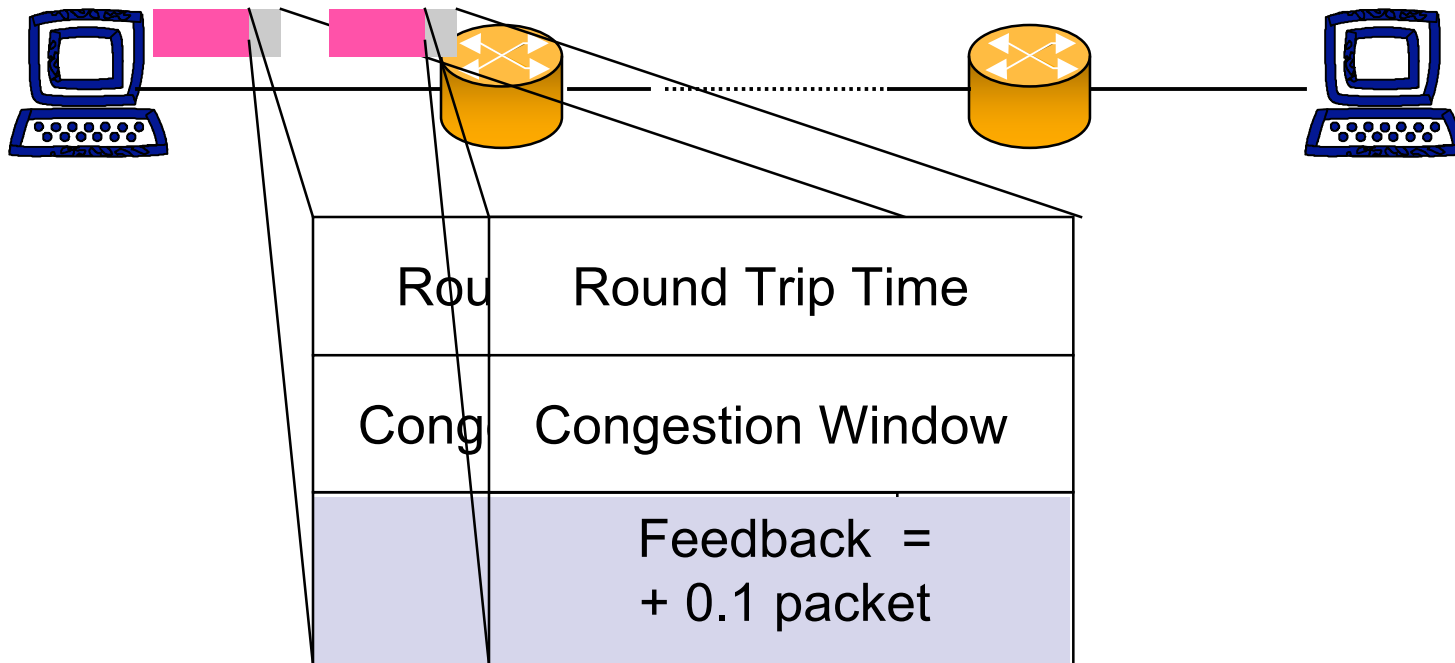 Rou
Round Trip Time
Cong
Congestion Window
Feedback =
+ 0.1 packet